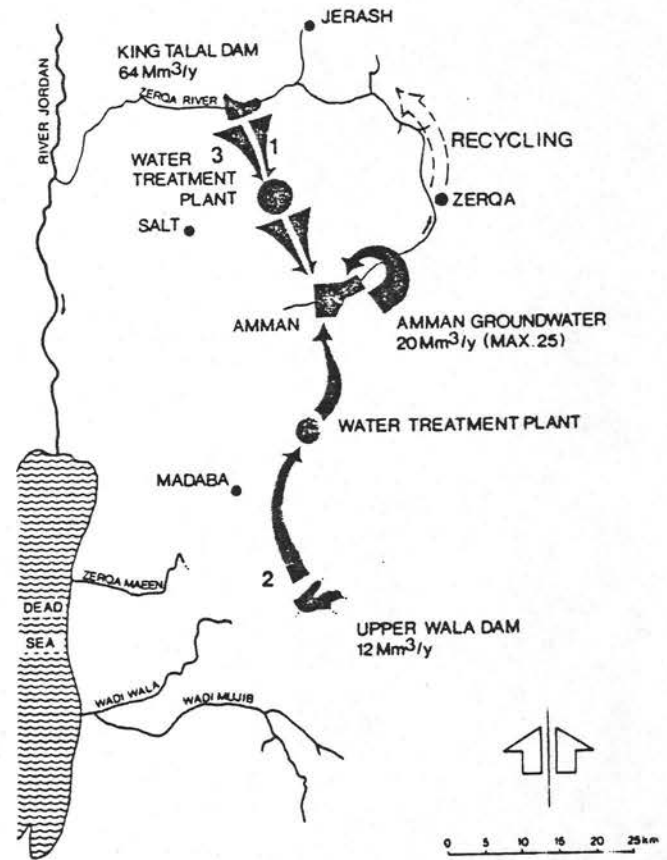 JERASH
KING TALAL DAM
64 Mm³/y
ZERQA RIVER
RIVER JORDAN
3
1
RECYCLING
WATER
TREATMENT
PLANT
ZERQA
SALT
AMMAN
AMMAN GROUNDWATER
20 Mm³/y (MAX. 25)
WATER TREATMENT PLANT
MADABA
ZERQA MAEEN
2
DEAD
SEA
UPPER WALA DAM
12 Mm³/y
WADI WALA
WADI MUJIB
0 5 10 15 20 25 km